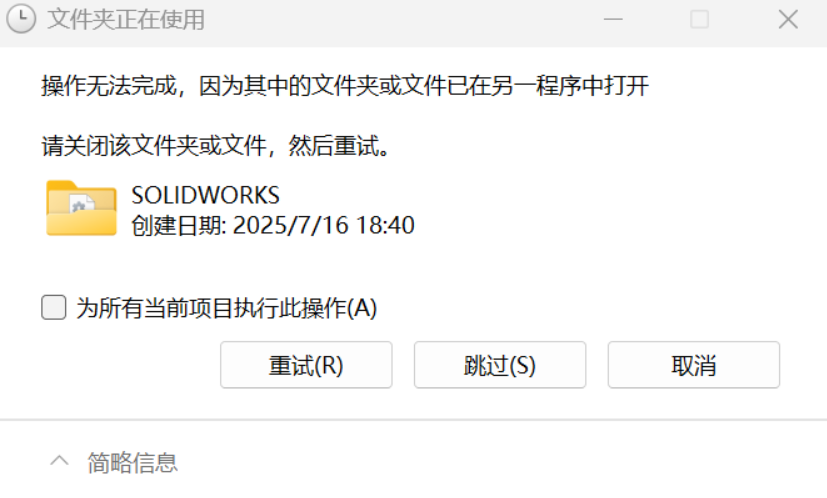 文件夹正在使用
操作无法完成，因为其中的文件夹或文件已在另一程序中打开
请关闭该文件夹或文件，然后重试。
SOLIDWORKS
创建日期: 2025/7/16 18:40
为所有当前项目执行此操作(A)
重试(R) 跳过(S) 取消
简略信息